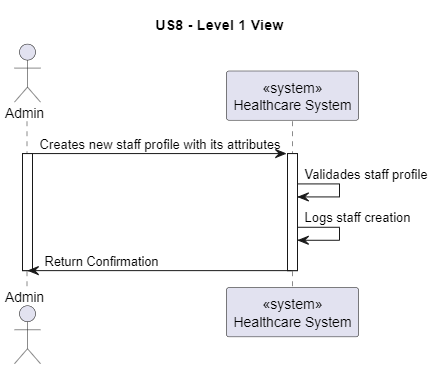 US8 - Level 1 View
Admin
«system»
Healthcare System
Creates new staff profile with its attributes
Validades staff profile
Logs staff creation
Return Confirmation
Admin
«system»
Healthcare System